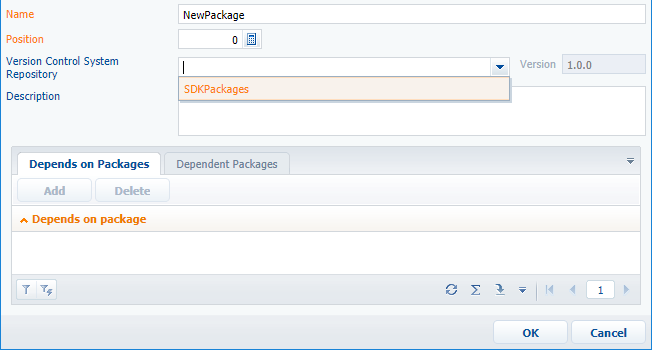 Name NewPackage
Position 0
Version Control System
Repository
Version 1.0.0
SDKPackages
Description
Depends on Packages Dependent Packages
Add Delete
Depends on package
1
OK Cancel